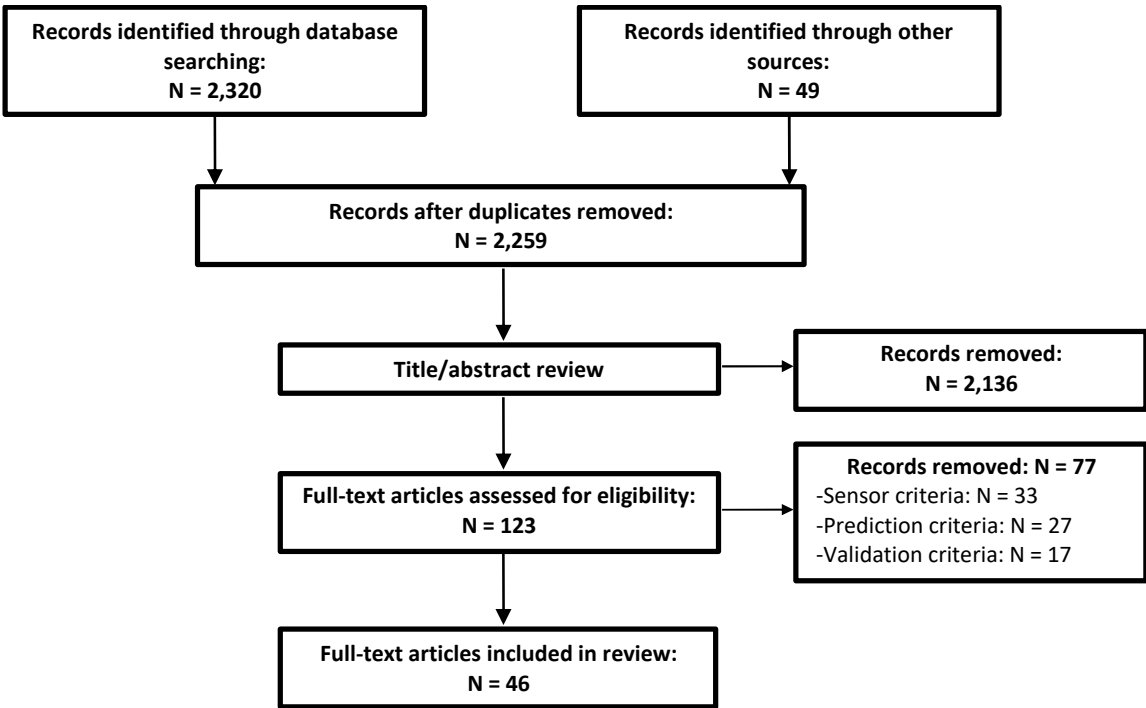 Records identified through database
searching:
N = 2,320
Records identified through other
sources:
N = 49
Records after duplicates removed:
N = 2,259
Title/abstract review
Records removed:
N = 2,136
Full-text articles assessed for eligibility:
N = 123
Records removed: N = 77
-Sensor criteria: N = 33
-Prediction criteria: N = 27
-Validation criteria: N = 17
Full-text articles included in review:
N = 46